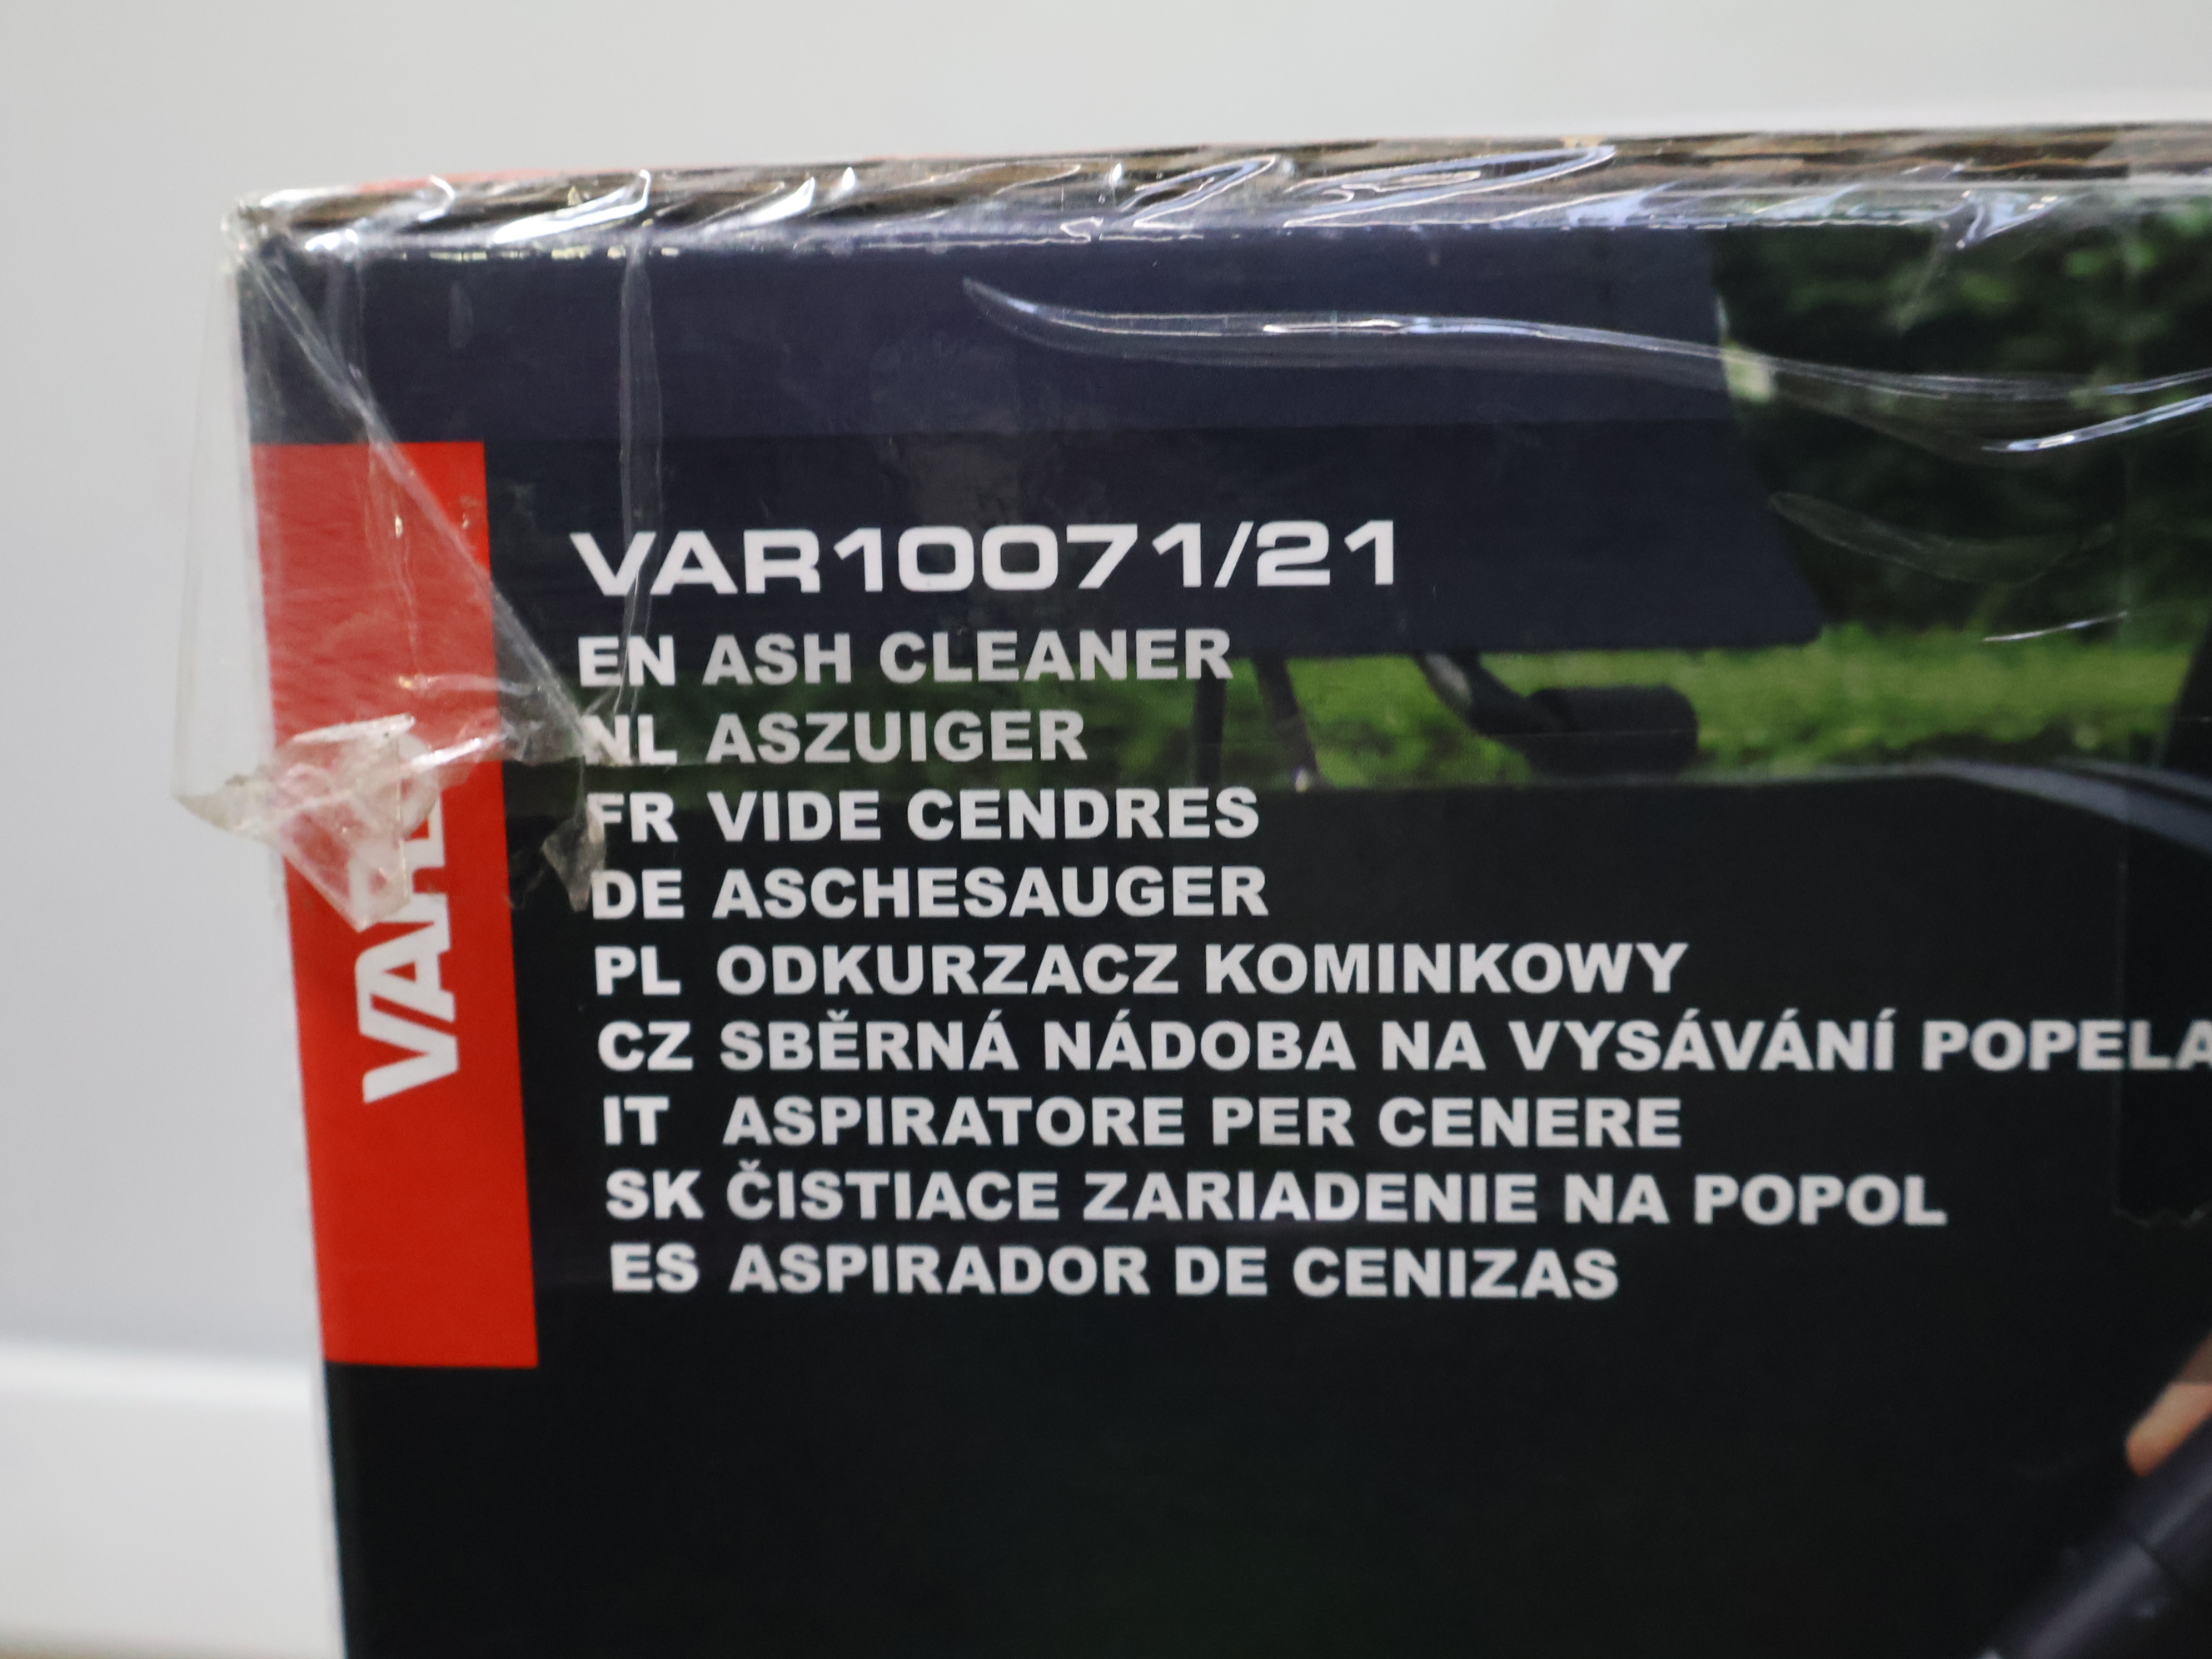 VARO
VAR10071/21
EN ASH CLEANER
NL ASZUIGER
FR VIDE CENDRES
DE ASCHESAUGER
PL ODKURZACZ KOMINKOWY
CZ SBĚRNÁ NÁDOBA NA VYSÁVÁNÍ POPELA
IT ASPIRATORE PER CENERE
SK ČISTIACE ZARIADENIE NA POPOL
ES ASPIRADOR DE CENIZAS